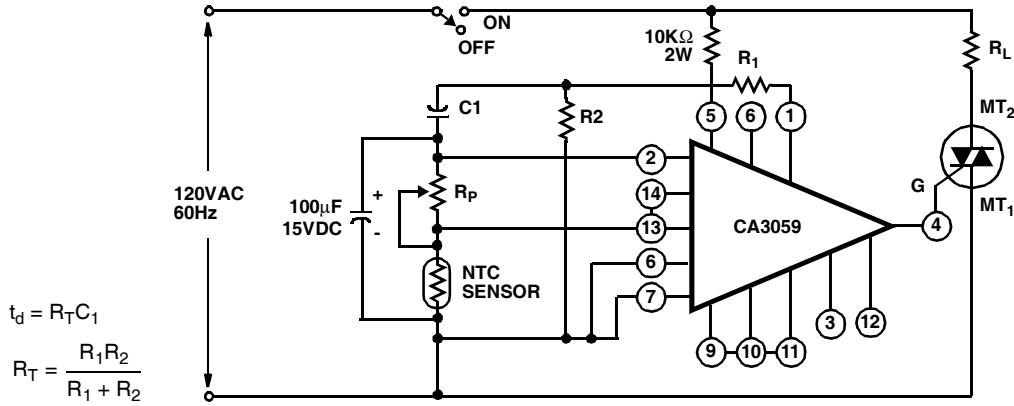 ON
OFF
10KΩ
2W
R1
RL
C1
R2
5
6
1
MT2
2
120VAC
60Hz
+
100μF
15VDC
-
RP
14
G
13
CA3059
4
MT1
NTC
SENSOR
6
7
3
12
9
10
11
td = RTC1
RT = R1R2
R1 + R2